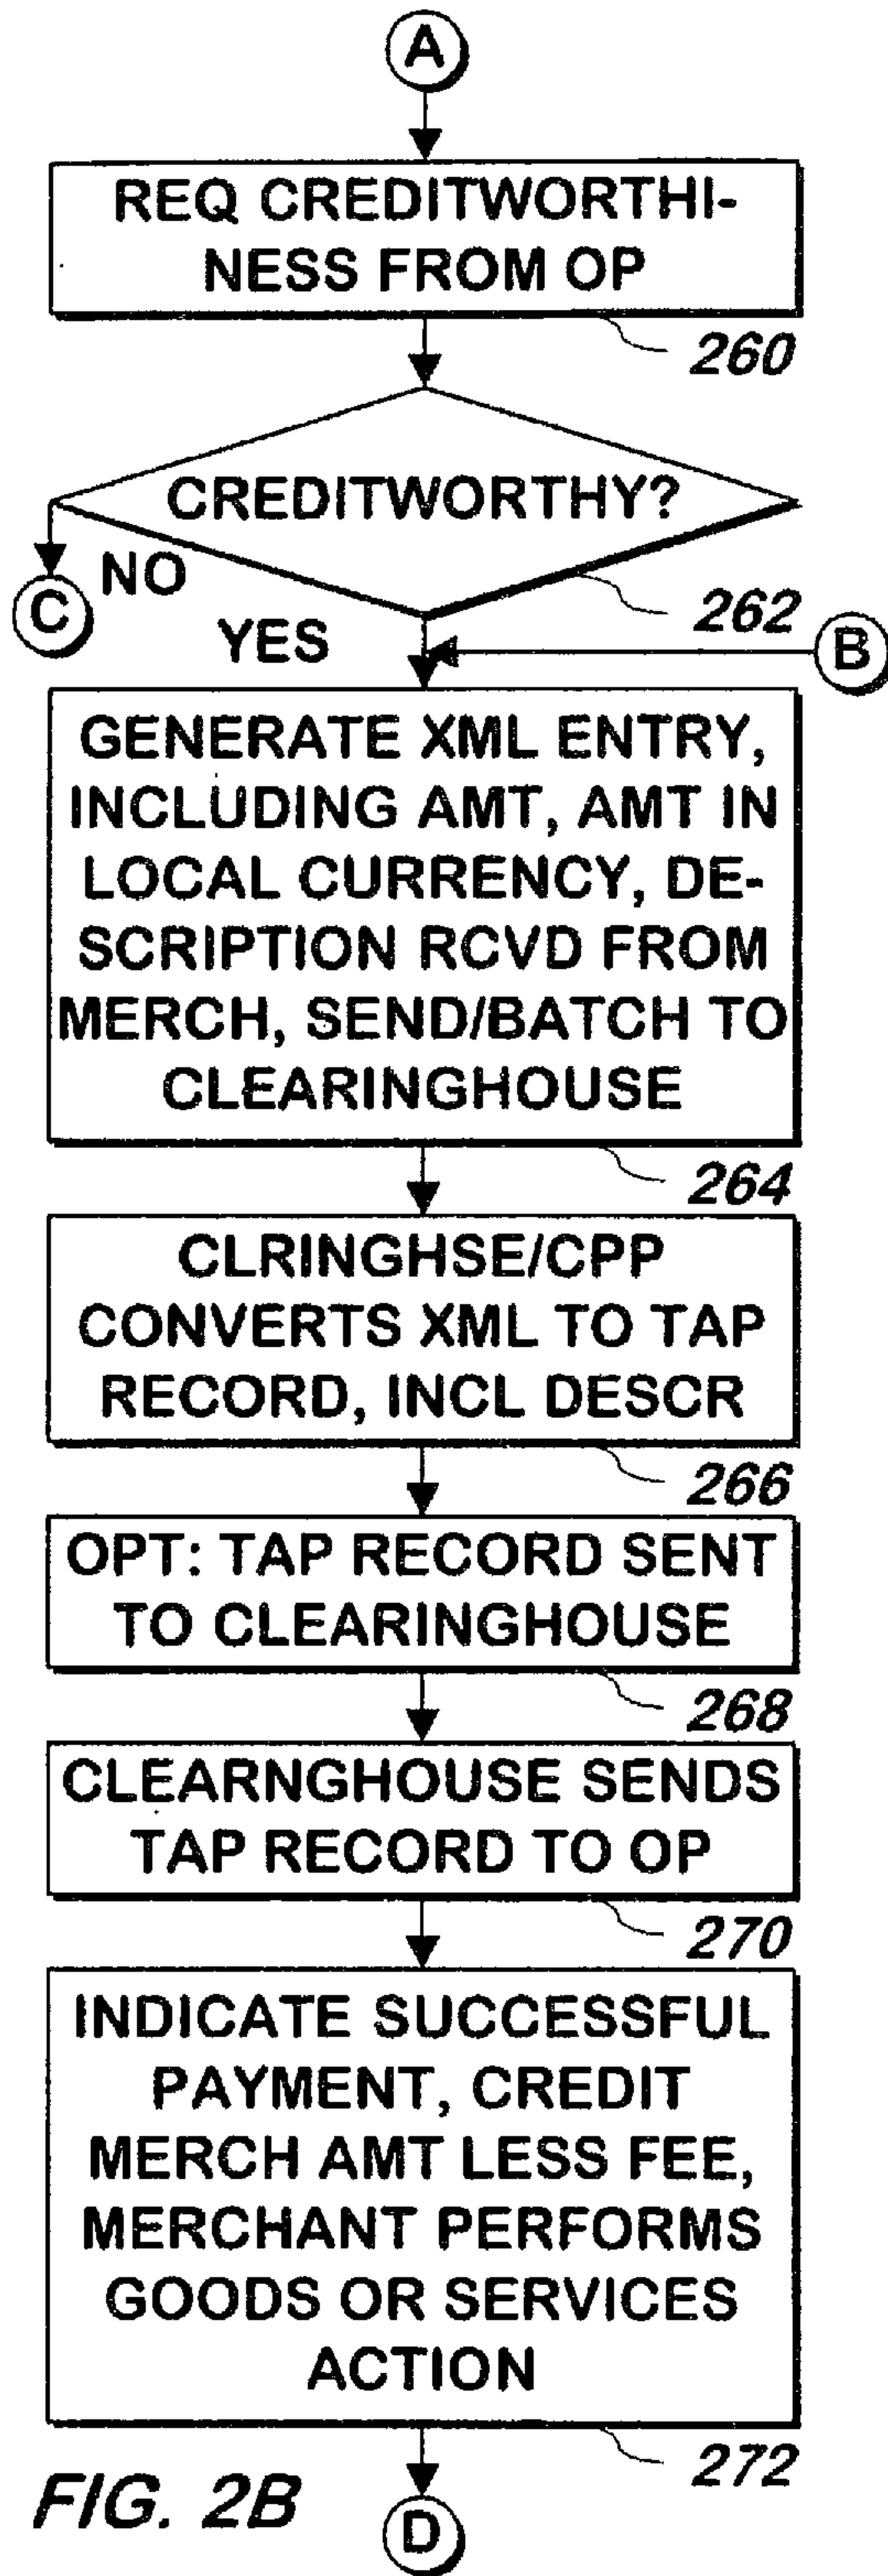 A
REQ CREDITWORTHI-
NESS FROM OP
260
CREDITWORTHY?
NO
C
262
YES
B
GENERATE XML ENTRY,
INCLUDING AMT, AMT IN
LOCAL CURRENCY, DE-
SCRIPTION RCVD FROM
MERCH, SEND/BATCH TO
CLEARINGHOUSE
264
CLRINGHSE/CPP
CONVERTS XML TO TAP
RECORD, INCL DESCR
266
OPT: TAP RECORD SENT
TO CLEARINGHOUSE
268
CLEARNGHOUSE SENDS
TAP RECORD TO OP
270
INDICATE SUCCESSFUL
PAYMENT, CREDIT
MERCH AMT LESS FEE,
MERCHANT PERFORMS
GOODS OR SERVICES
ACTION
272
FIG. 2B
D